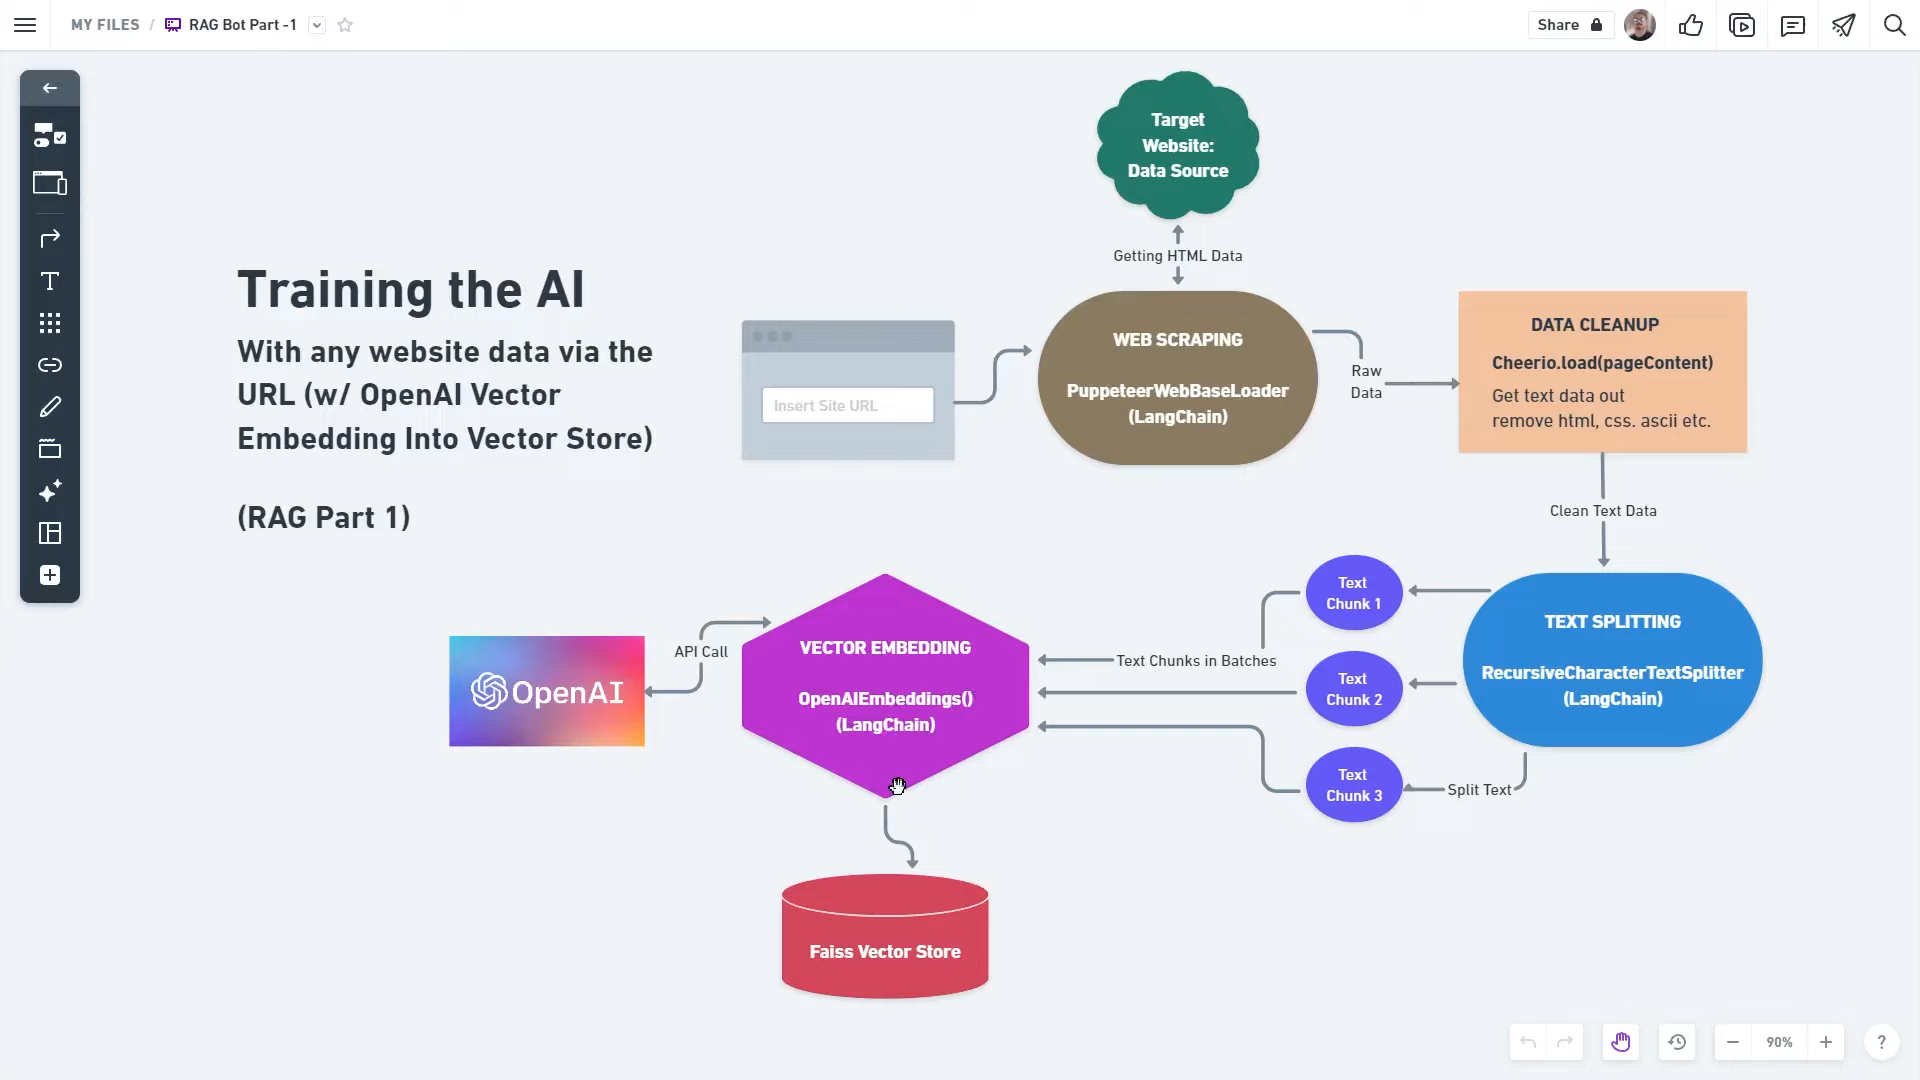 MY FILES / RAG Bot Part -1
Share
Target
Website:
Data Source
Getting HTML Data
Training the AI
With any website data via the
URL (w/ OpenAI Vector
Embedding Into Vector Store)
(RAG Part 1)
Insert Site URL
WEB SCRAPING
PuppeteerWebBaseLoader
(LangChain)
Raw
Data
DATA CLEANUP
Cheerio.load(pageContent)
Get text data out
remove html, css. ascii etc.
Clean Text Data
TEXT SPLITTING
RecursiveCharacterTextSplitter
(LangChain)
Split Text
Text
Chunk 1
Text
Chunk 2
Text
Chunk 3
Text Chunks in Batches
VECTOR EMBEDDING
OpenAIEmbeddings()
(LangChain)
API Call
OpenAI
Faiss Vector Store
90%
?